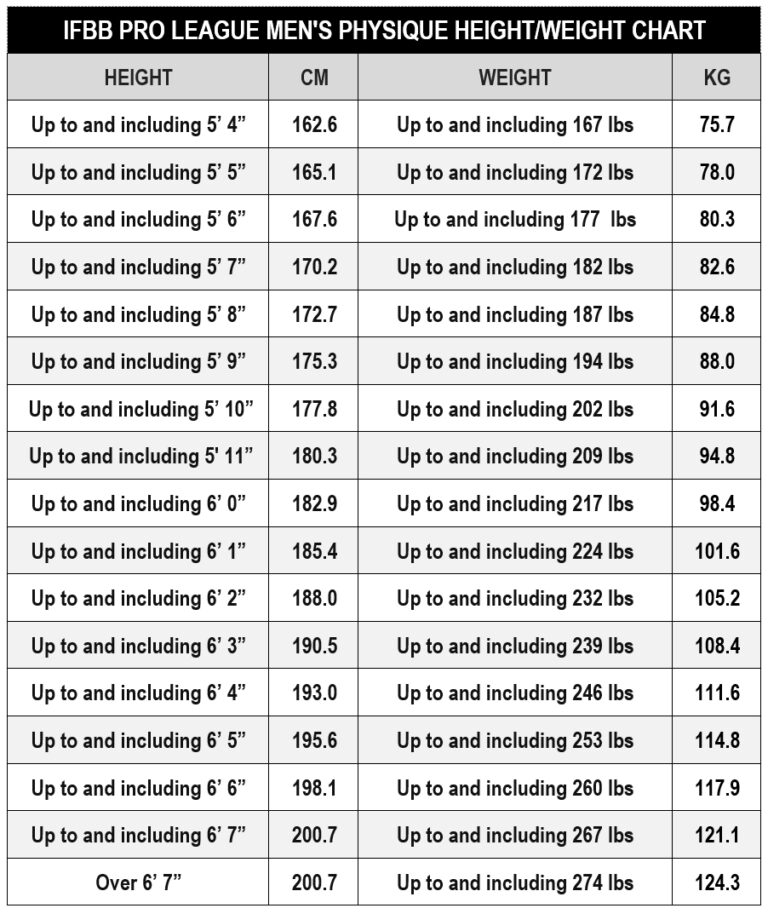 IFBB PRO LEAGUE MEN'S PHYSIQUE HEIGHT/WEIGHT CHART
HEIGHT CM WEIGHT KG
Up to and including 5’ 4” 162.6 Up to and including 167 lbs 75.7
Up to and including 5’ 5” 165.1 Up to and including 172 lbs 78.0
Up to and including 5’ 6” 167.6 Up to and including 177  lbs 80.3
Up to and including 5’ 7” 170.2 Up to and including 182 lbs 82.6
Up to and including 5’ 8” 172.7 Up to and including 187 lbs 84.8
Up to and including 5’ 9” 175.3 Up to and including 194 lbs 88.0
Up to and including 5’ 10” 177.8 Up to and including 202 lbs 91.6
Up to and including 5' 11” 180.3 Up to and including 209 lbs 94.8
Up to and including 6’ 0” 182.9 Up to and including 217 lbs 98.4
Up to and including 6’ 1” 185.4 Up to and including 224 lbs 101.6
Up to and including 6’ 2” 188.0 Up to and including 232 lbs 105.2
Up to and including 6’ 3” 190.5 Up to and including 239 lbs 108.4
Up to and including 6’ 4” 193.0 Up to and including 246 lbs 111.6
Up to and including 6’ 5” 195.6 Up to and including 253 lbs 114.8
Up to and including 6’ 6” 198.1 Up to and including 260 lbs 117.9
Up to and including 6’ 7” 200.7 Up to and including 267 lbs 121.1
Over 6’ 7” 200.7 Up to and including 274 lbs 124.3